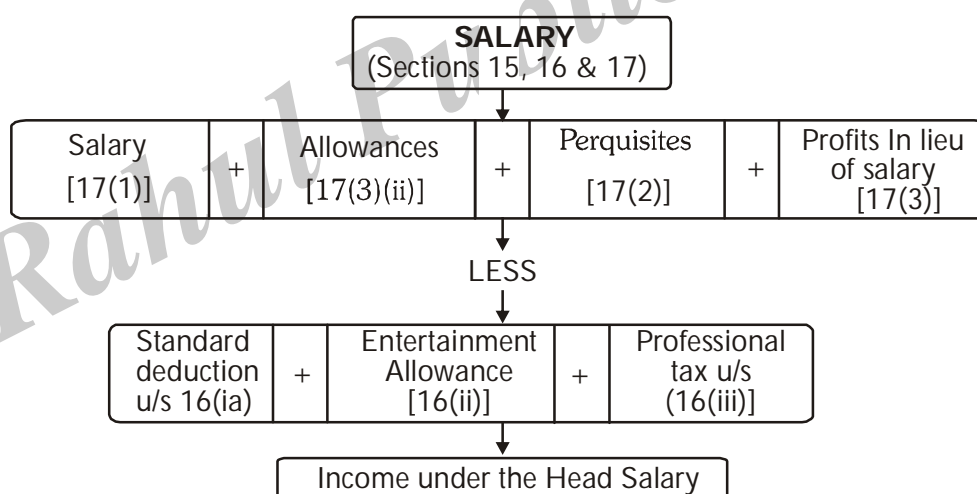 SALARY
(Sections 15, 16 & 17)
Salary
[17(1)]
+
Allowances
[17(3)(ii)]
+
Perquisites
[17(2)]
+
Profits In lieu
of salary
[17(3)]
LESS
Standard
deduction
u/s 16(ia)
+
Entertainment
Allowance
[16(ii)]
+
Professional
tax u/s
(16(iii)]
Income under the Head Salary
Rahul